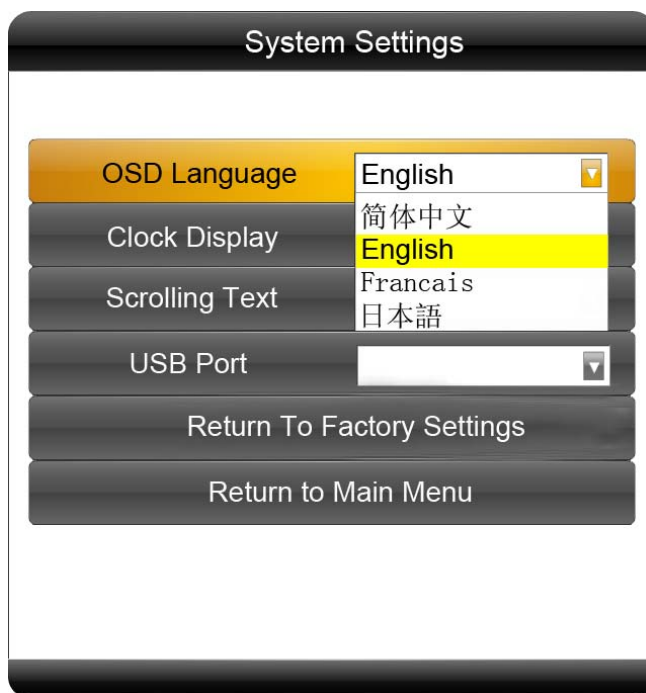 System Settings
OSD Language
English
简体中文
English
Francais
日本語
Clock Display
Scrolling Text
USB Port
Return To Factory Settings
Return to Main Menu